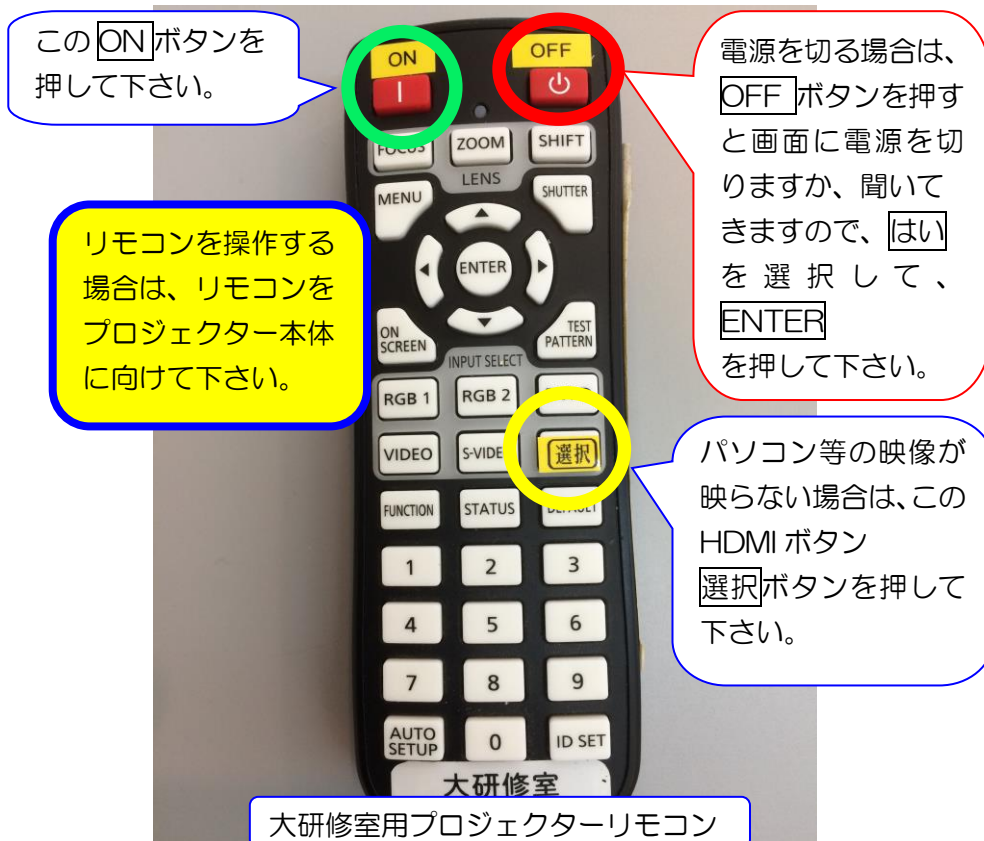 この ON ボタンを
押して下さい。
電源を切る場合は、
OFF ボタンを押す
と画面に電源を切
りますか、聞いて
きますので、はい
を選択して、
ENTER
を押して下さい。
リモコンを操作する
場合は、リモコンを
プロジェクター本体
に向けて下さい。
パソコン等の映像が
映らない場合は、この
HDMI ボタン
選択ボタンを押して
下さい。
ON
OFF
FOCUS ZOOM SHIFT
LENS
MENU SHUTTER
ENTER
ON SCREEN
TEST PATTERN
INPUT SELECT
RGB 1 RGB 2
VIDEO S-VIDE 選択
FUNCTION STATUS DEFAULT
1 2 3
4 5 6
7 8 9
AUTO SETUP 0 ID SET
大研修室
大研修室用プロジェクターリモコン